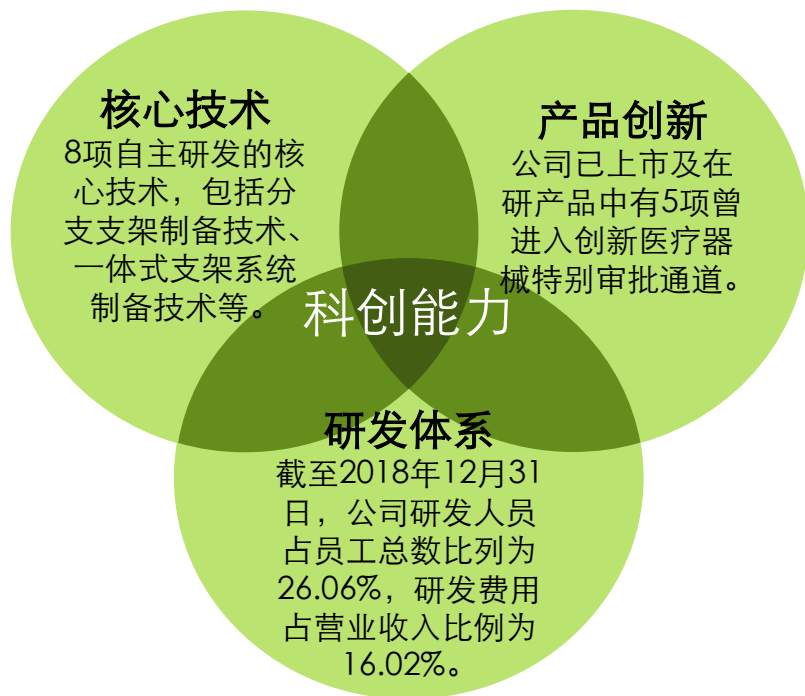 核心技术
8项自主研发的核
心技术，包括分
支支架制备技术、
一体式支架系统
制备技术等。
产品创新
公司已上市及在
研产品中有5项曾
进入创新医疗器
械特别审批通道。
科创能力
研发体系
截至2018年12月31
日，公司研发人员
占员工总数比列为
26.06%，研发费用
占营业收入比例为
16.02%。